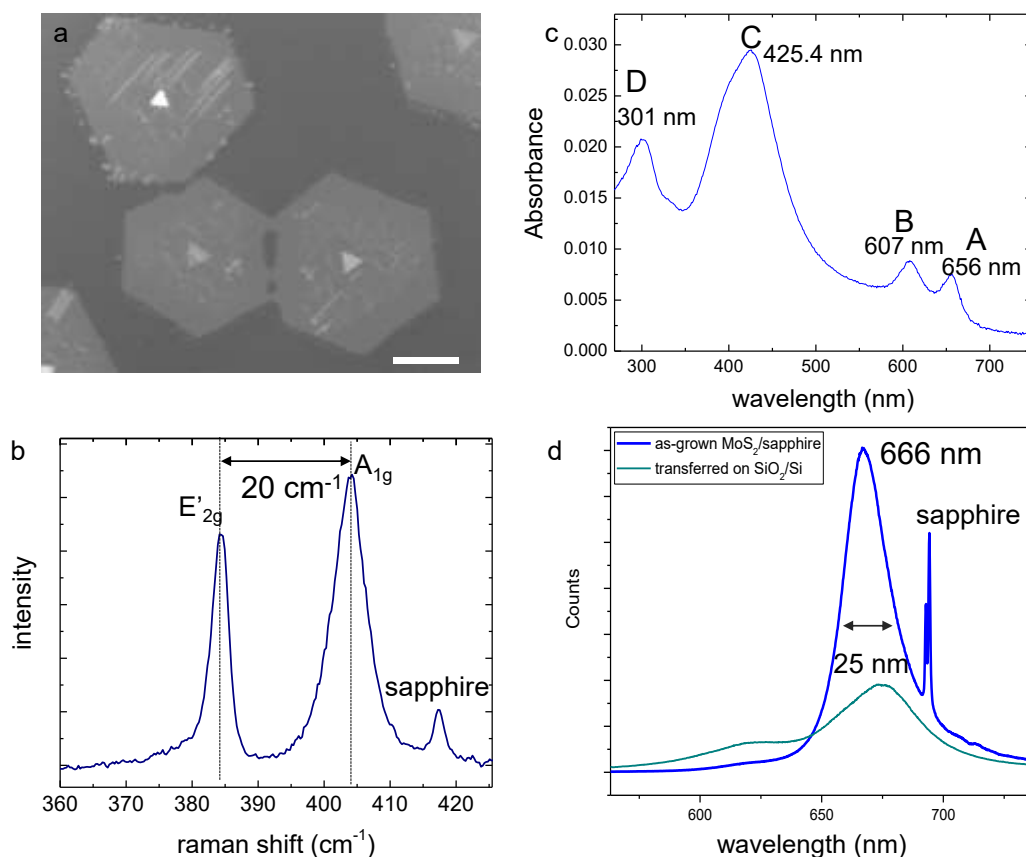 a
c
0.030
0.025
0.020
0.015
0.010
0.005
0.000
Absorbance
D
301 nm
C
425.4 nm
B
607 nm
A
656 nm
300
400
500
600
700
wavelength (nm)
b
20 cm⁻¹
E'₂g
A₁g
sapphire
intensity
360
370
380
390
400
410
420
raman shift (cm⁻¹)
d
as-grown MoS₂/sapphire
transferred on SiO₂/Si
666 nm
sapphire
25 nm
Counts
600
650
700
wavelength (nm)